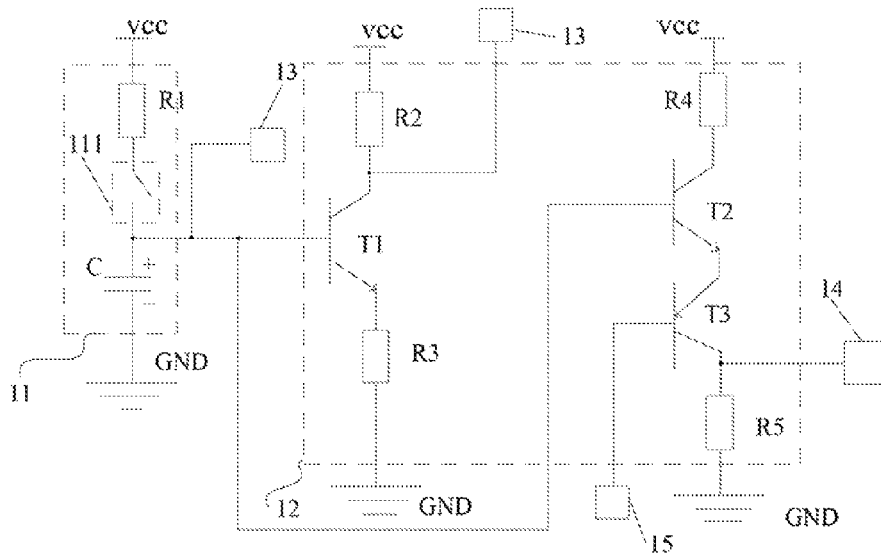 vcc
vcc
13
13
vcc
R1
R2
R4
111
T1
T2
C
+
−
T3
14
11
GND
R3
R5
12
GND
15
GND